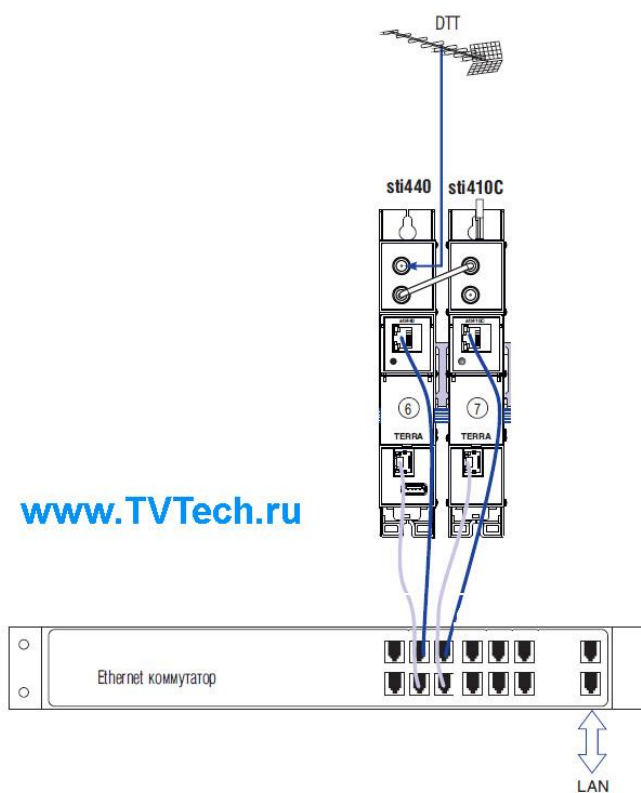 DTT
sti440 sti410C
6 7
TERRA TERRA
www.TVTech.ru
Ethernet коммутатор
LAN